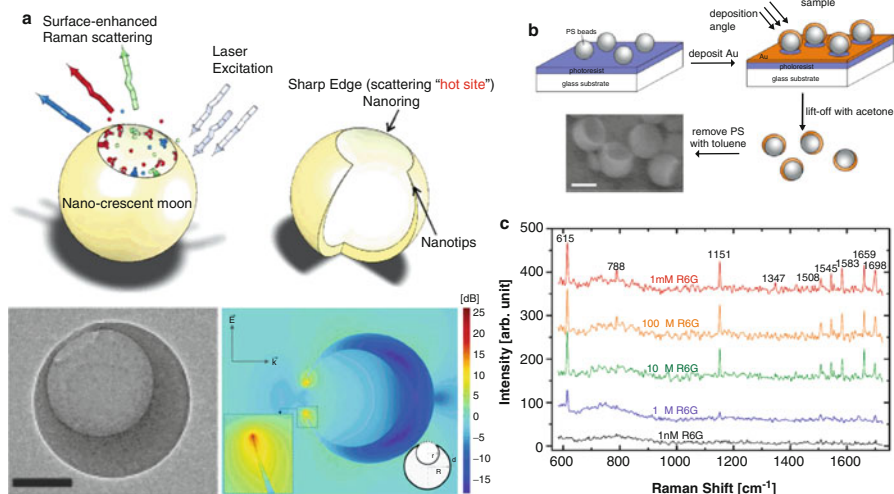 a
Surface-enhanced
Raman scattering
Laser
Excitation
Nano-crescent moon
Sharp Edge (scattering “hot site”)
Nanoring
Nanotips
[dB]
25
20
15
10
5
0
−5
−10
−15
E
k
r
d
R
b
PS beads
photoresist
glass substrate
deposit Au
deposition
angle
sample
Au
photoresist
glass substrate
lift-off with acetone
remove PS
with toluene
c
Intensity [arb. unit]
500
400
300
200
100
0
615
788
1151
1347
1508
1545
1583
1659
1698
1mM R6G
100 M R6G
10 M R6G
1 M R6G
1nM R6G
600 800 1000 1200 1400 1600
Raman Shift [cm-1]